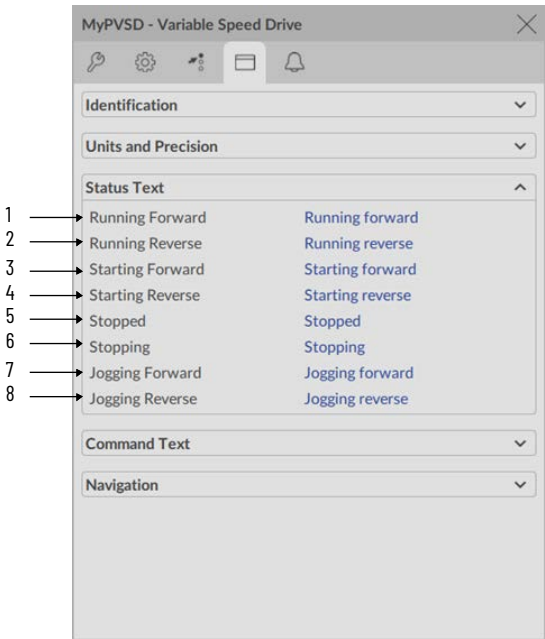 MyPVSD - Variable Speed Drive
Identification
Units and Precision
Status Text
1 Running Forward Running forward
2 Running Reverse Running reverse
3 Starting Forward Starting forward
4 Starting Reverse Starting reverse
5 Stopped Stopped
6 Stopping Stopping
7 Jogging Forward Jogging forward
8 Jogging Reverse Jogging reverse
Command Text
Navigation